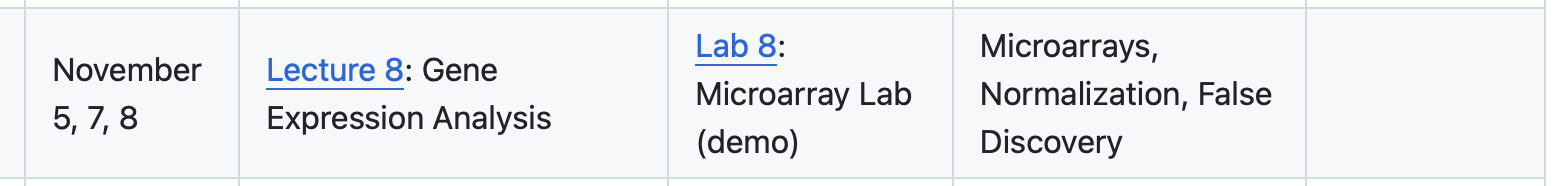 November
5, 7, 8
Lecture 8: Gene
Expression Analysis
Lab 8:
Microarray Lab
(demo)
Microarrays,
Normalization, False
Discovery